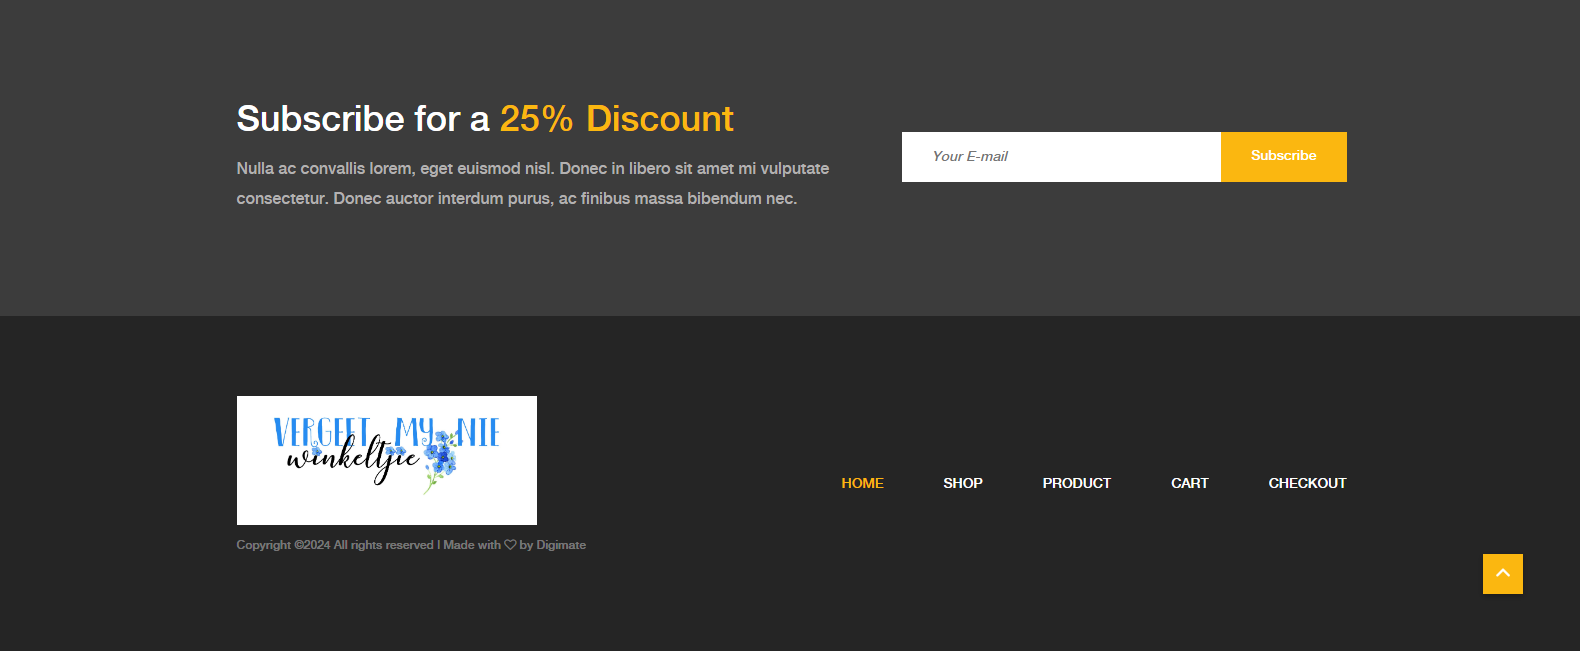 Subscribe for a 25% Discount
Nulla ac convallis lorem, eget euismod nisl. Donec in libero sit amet mi vulputate
consectetur. Donec auctor interdum purus, ac finibus massa bibendum nec.
Your E-mail
Subscribe
VERGEET MY NIE
winkeltjie
HOME
SHOP
PRODUCT
CART
CHECKOUT
Copyright ©2024 All rights reserved | Made with ♡ by Digimate